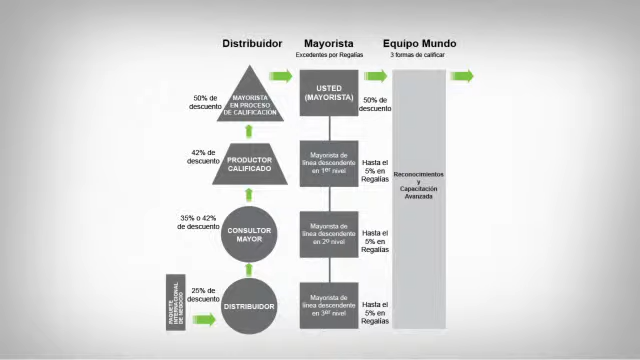 Distribuidor
Mayorista
Equipo Mundo
Excedentes por Regalías
3 formas de calificar
50% de
descuento
MAYORISTA
EN PROCESO
DE CALIFICACIÓN
USTED
(MAYORISTA)
50% de
descuento
42% de
descuento
PRODUCTOR
CALIFICADO
Mayorista de
línea descendente
en 1er nivel
Hasta el
5% en
Regalías
Reconocimientos
y
Capacitación
Avanzada
35% o 42%
de descuento
CONSULTOR
MAYOR
Mayorista de
línea descendente
en 2º nivel
Hasta el
5% en
Regalías
PAQUETE
INTERNACIONAL
DE NEGOCIO
25% de
descuento
DISTRIBUIDOR
Mayorista de
línea descendente
en 3er nivel
Hasta el
5% en
Regalías